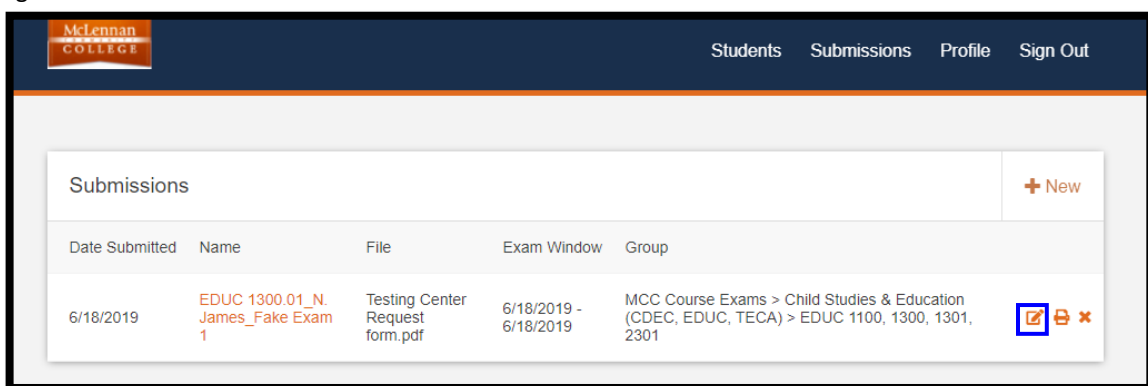 McLennan
COLLEGE
Students Submissions Profile Sign Out
Submissions
+ New
Date Submitted Name File Exam Window Group
6/18/2019
EDUC 1300.01_N.
James_Fake Exam
1
Testing Center
Request
form.pdf
6/18/2019 -
6/18/2019
MCC Course Exams > Child Studies & Education
(CDEC, EDUC, TECA) > EDUC 1100, 1300, 1301,
2301